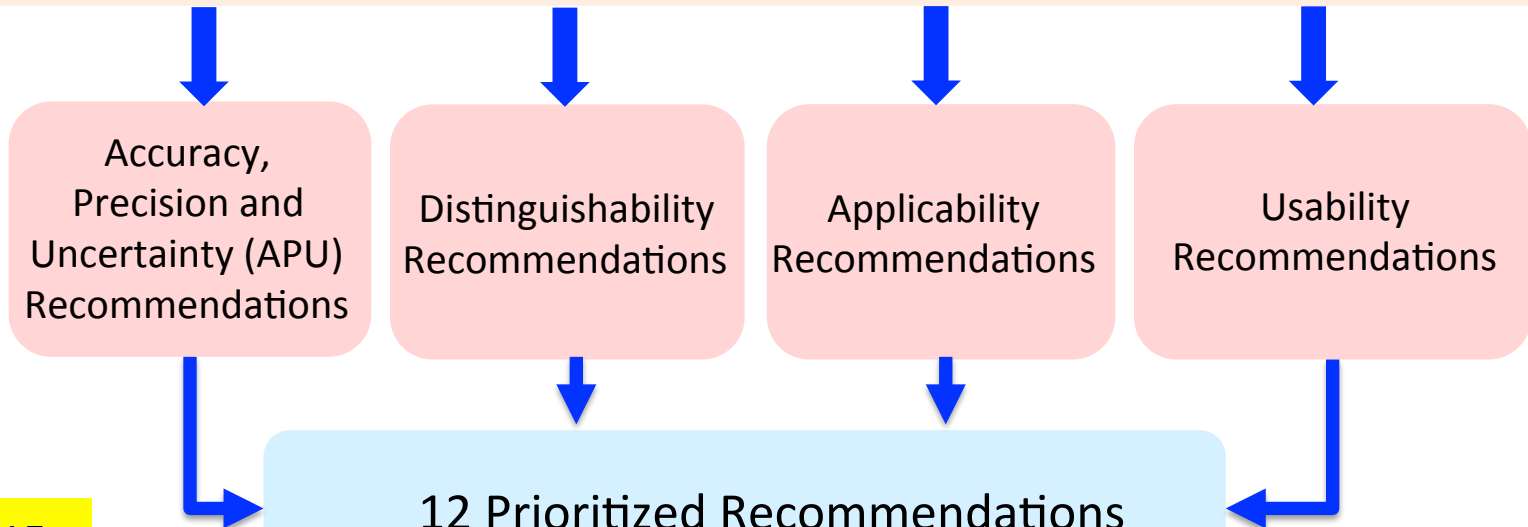 Accuracy,
Precision and
Uncertainty (APU)
Recommendations
Distinguishability
Recommendations
Applicability
Recommendations
Usability
Recommendations
12 Prioritized Recommendations